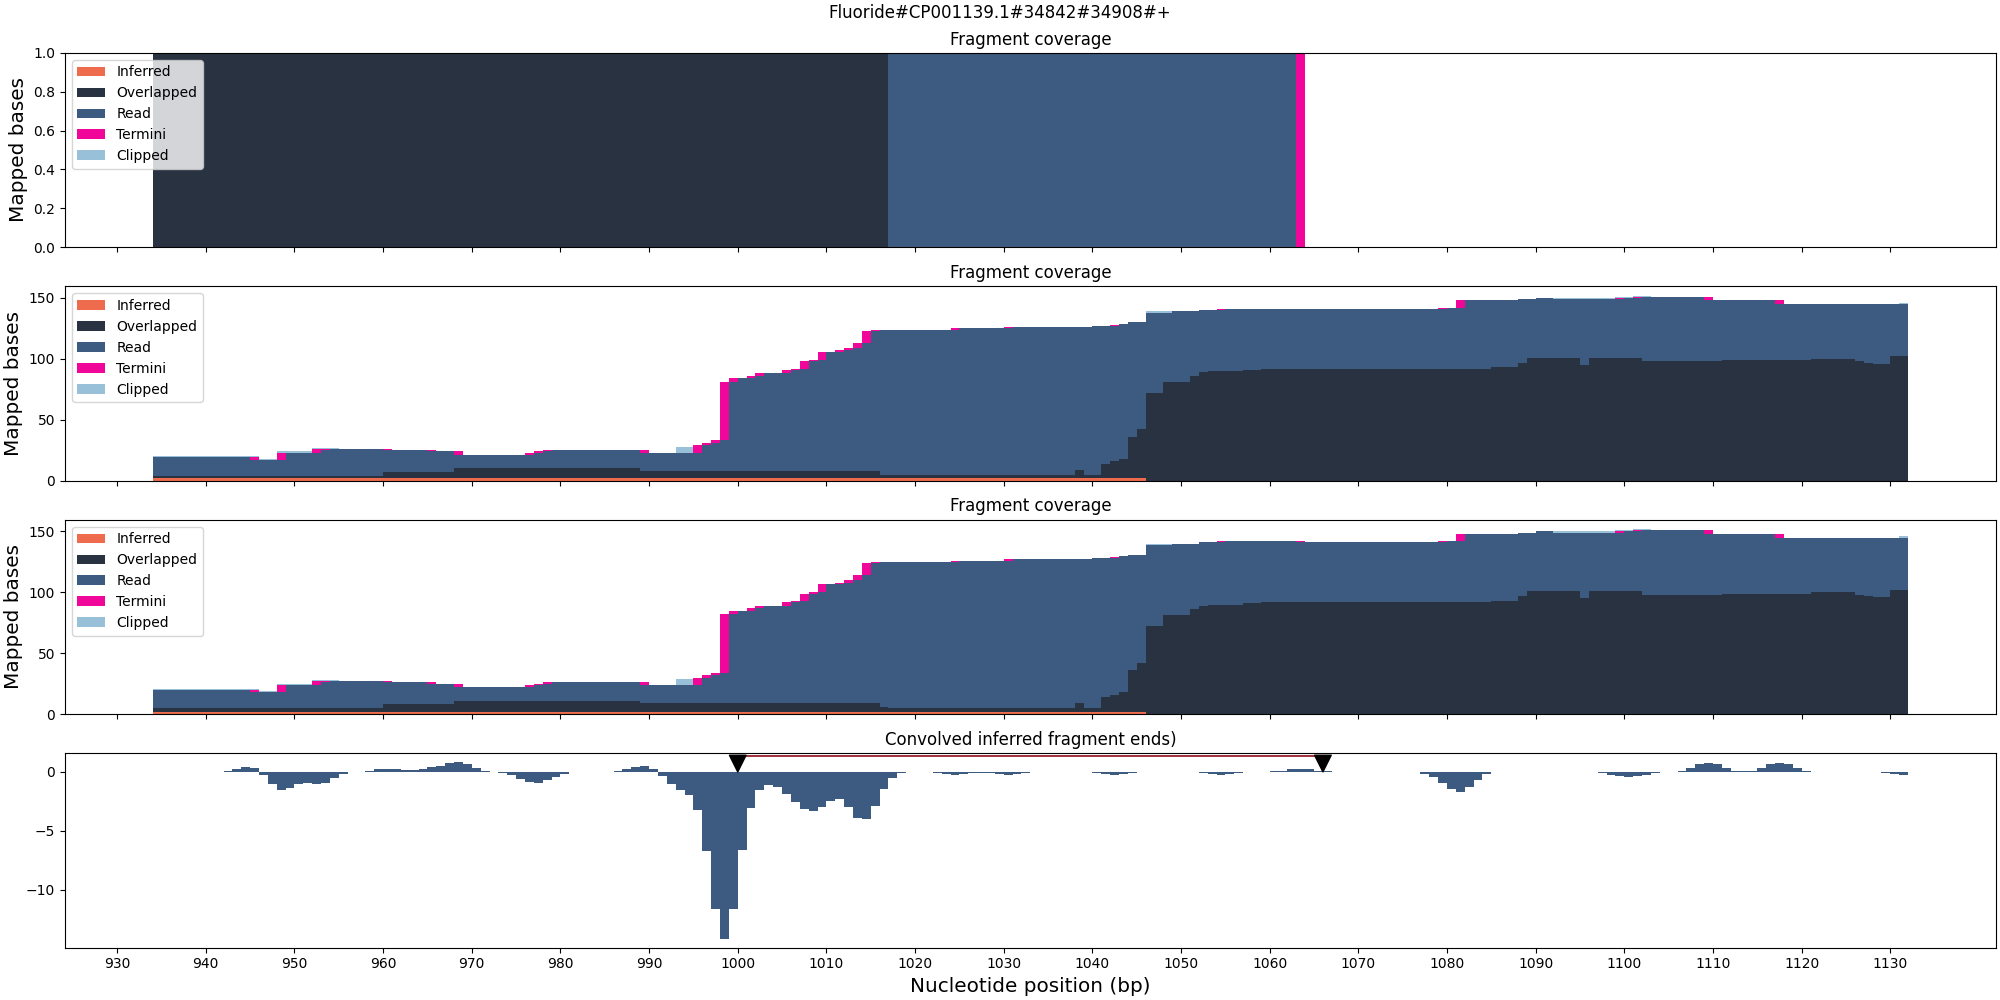 Fluoride#CP001139.1#34842#34908#+
Fragment coverage
Mapped bases
1.0
0.8
0.6
0.4
0.2
0.0
Inferred
Overlapped
Read
Termini
Clipped
Fragment coverage
Mapped bases
150
100
50
0
Inferred
Overlapped
Read
Termini
Clipped
Fragment coverage
Mapped bases
150
100
50
0
Inferred
Overlapped
Read
Termini
Clipped
Convolved inferred fragment ends)
0
−5
−10
930 940 950 960 970 980 990 1000 1010 1020 1030 1040 1050 1060 1070 1080 1090 1100 1110 1120 1130
Nucleotide position (bp)